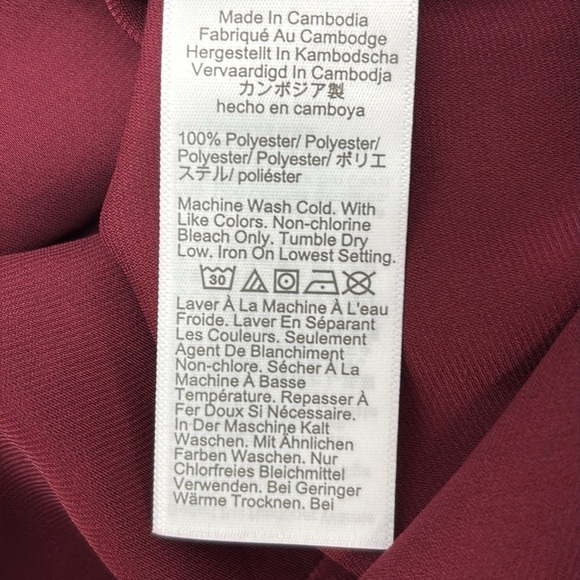 Made In Cambodia
Fabriqué Au Cambodge
Hergestellt In Kambodscha
Vervaardigd In Cambodja
カンボジア製
hecho en camboya
100% Polyester/ Polyester/
Polyester/ Polyester/ ポリエ
ステル/ poliéster
Machine Wash Cold. With
Like Colors. Non-chlorine
Bleach Only. Tumble Dry
Low. Iron On Lowest Setting.
30
Laver À La Machine À L'eau
Froide. Laver En Séparant
Les Couleurs. Seulement
Agent De Blanchiment
Non-chlore. Sécher À La
Machine À Basse
Température. Repasser À
Fer Doux Si Nécessaire.
In Der Maschine Kalt
Waschen. Mit Ähnlichen
Farben Waschen. Nur
Chlorfreies Bleichmittel
Verwenden. Bei Geringer
Wärme Trocknen. Bei